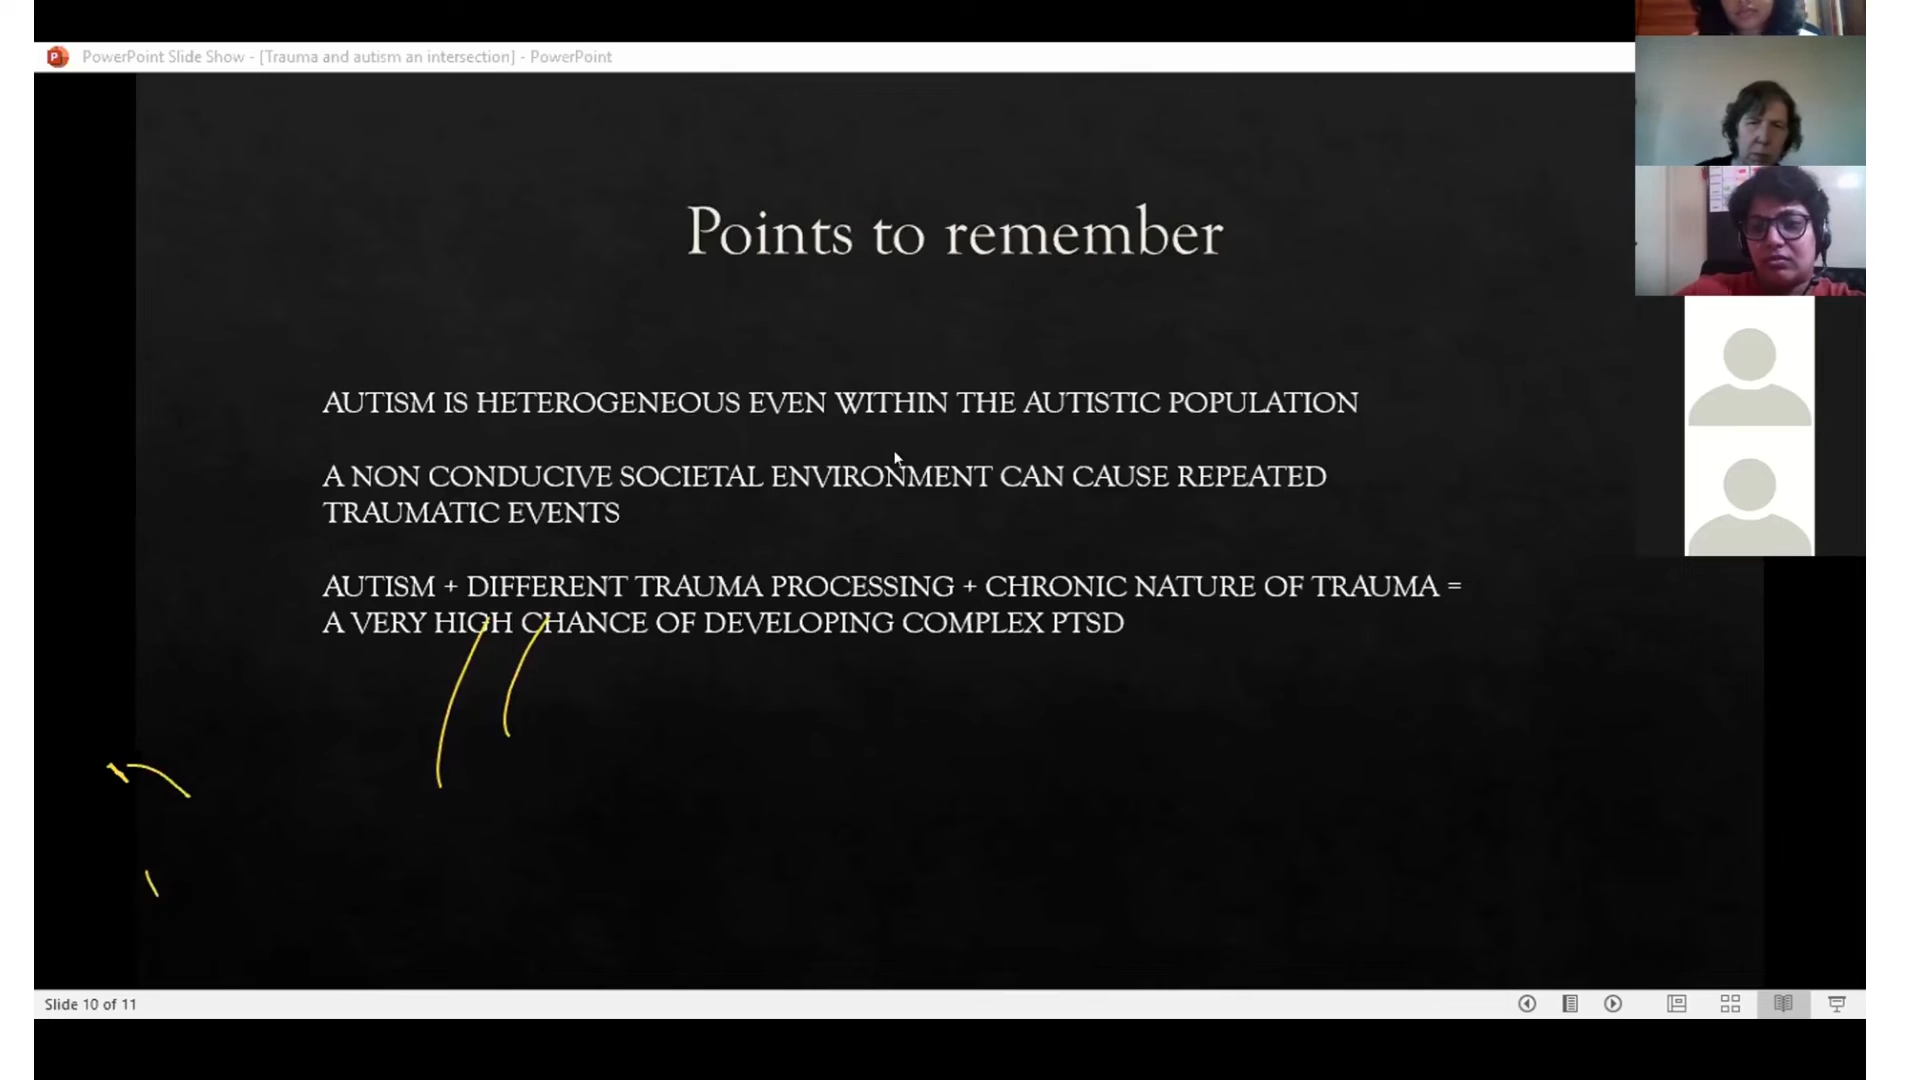 PowerPoint Slide Show - [Trauma and autism an intersection] - PowerPoint
Points to remember
AUTISM IS HETEROGENEOUS EVEN WITHIN THE AUTISTIC POPULATION
A NON CONDUCIVE SOCIETAL ENVIRONMENT CAN CAUSE REPEATED
TRAUMATIC EVENTS
AUTISM + DIFFERENT TRAUMA PROCESSING + CHRONIC NATURE OF TRAUMA =
A VERY HIGH CHANCE OF DEVELOPING COMPLEX PTSD
Slide 10 of 11